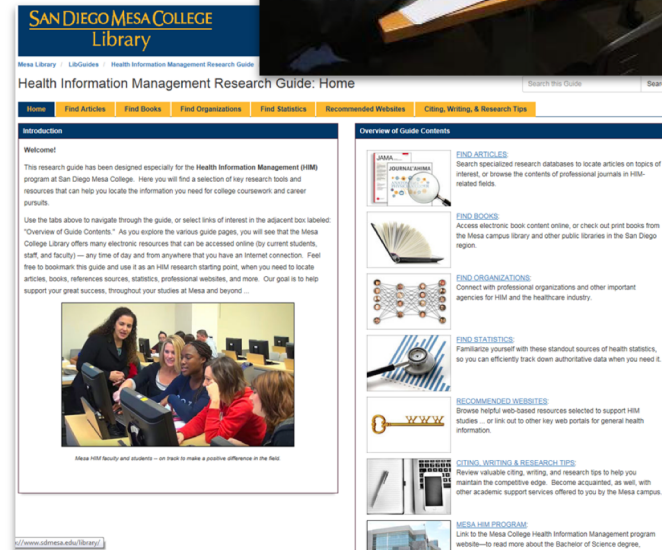 SAN DIEGO MESA COLLEGE
Library
Mesa Library / LibGuides / Health Information Management Research Guide
Health Information Management Research Guide: Home
Search this Guide
Sear
Home
Find Articles
Find Books
Find Organizations
Find Statistics
Recommended Websites
Citing, Writing, & Research Tips
Introduction
Welcome!
This research guide has been designed especially for the Health Information Management (HIM)
program at San Diego Mesa College. Here you will find a selection of key research tools and
resources that can help you locate the information you need for college coursework and career
pursuits.
Use the tabs above to navigate through the guide, or select links of interest in the adjacent box labeled:
"Overview of Guide Contents." As you explore the various guide pages, you will see that the Mesa
College Library offers many electronic resources that can be accessed online (by current students,
staff, and faculty) — any time of day and from anywhere that you have an Internet connection. Feel
free to bookmark this guide and use it as an HIM research starting point, when you need to locate
articles, books, references sources, statistics, professional websites, and more. Our goal is to help
support your great success, throughout your studies at Mesa and beyond ...
Mesa HIM faculty and students -- on track to make a positive difference in the field.
://www.sdmesa.edu/library/
Overview of Guide Contents
JAMA
JOURNAL AHIMA
FIND ARTICLES:
Search specialized research databases to locate articles on topics of
interest, or browse the contents of professional journals in HIM-
related fields.
FIND BOOKS:
Access electronic book content online, or check out print books from
the Mesa campus library and other public libraries in the San Diego
region.
FIND ORGANIZATIONS:
Connect with professional organizations and other important
agencies for HIM and the healthcare industry.
FIND STATISTICS:
Familiarize yourself with these standout sources of health statistics,
so you can efficiently track down authoritative data when you need it.
WWW
RECOMMENDED WEBSITES:
Browse helpful web-based resources selected to support HIM
studies ... or link out to other key web portals for general health
information.
CITING, WRITING & RESEARCH TIPS:
Review valuable citing, writing, and research tips to help you
maintain the competitive edge. Become acquainted, as well, with
other academic support services offered to you by the Mesa campus.
MESA HIM PROGRAM:
Link to the Mesa College Health Information Management program
website—to read more about the Bachelor of Science degree,